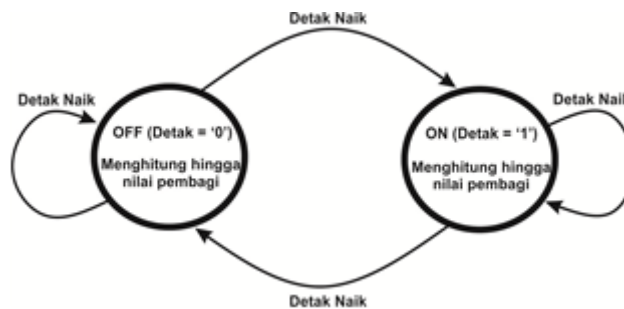 Detak Naik
Detak Naik
OFF (Detak = ‘0’)
Menghitung hingga
nilai pembagi
ON (Detak = ‘1’)
Menghitung hingga
nilai pembagi
Detak Naik
Detak Naik